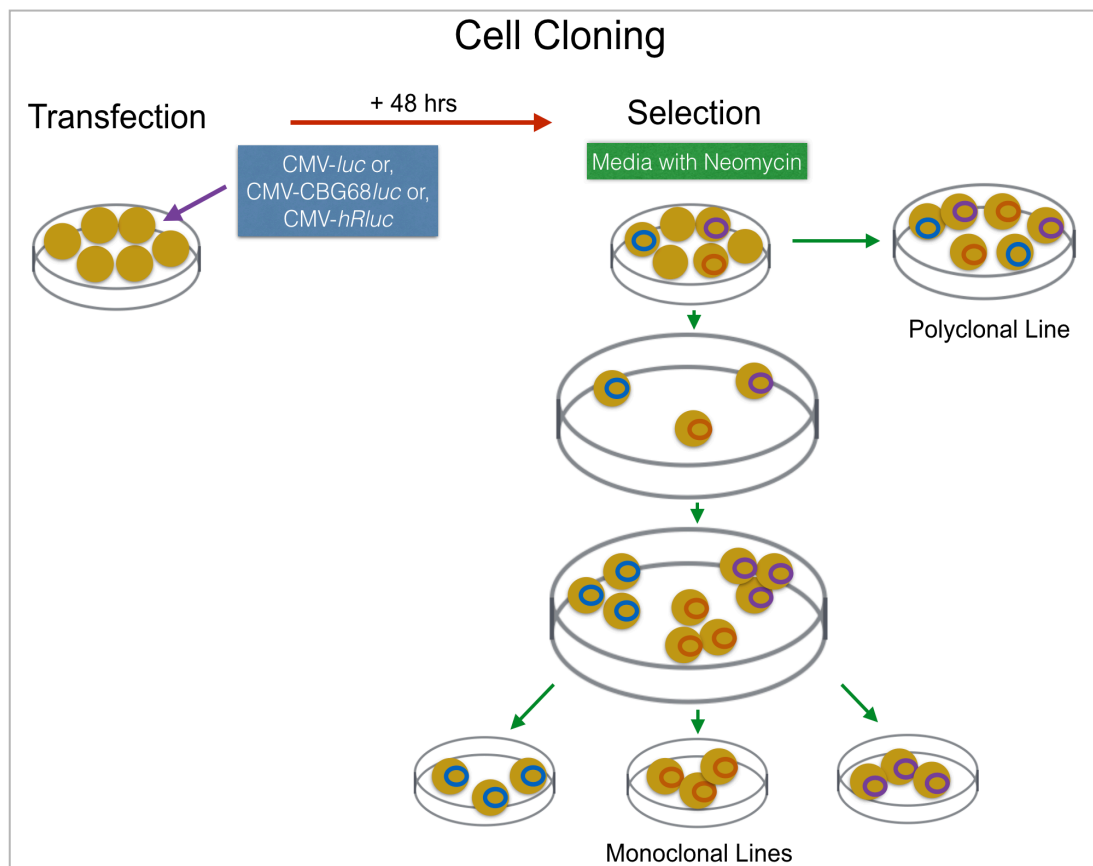 Cell Cloning
Transfection
+ 48 hrs
Selection
CMV-luc or,
CMV-CBG68luc or,
CMV-hRluc
Media with Neomycin
Polyclonal Line
Monoclonal Lines